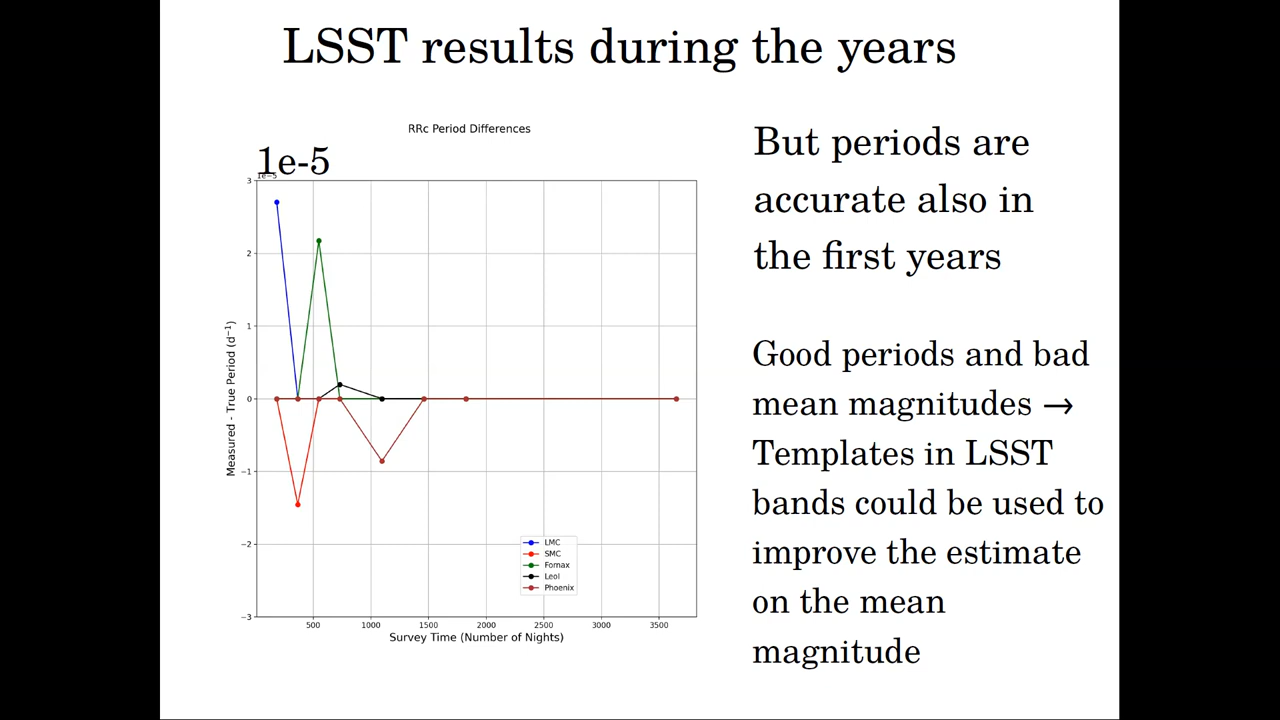 LSST results during the years
RRc Period Differences
1e-5
1e-5
3
2
1
0
−1
−2
−3
Measured - True Period (d⁻¹)
500
1000
1500
2000
2500
3000
3500
Survey Time (Number of Nights)
LMC
SMC
Fornax
LeoI
Phoenix
But periods are
accurate also in
the first years
Good periods and bad
mean magnitudes →
Templates in LSST
bands could be used to
improve the estimate
on the mean
magnitude